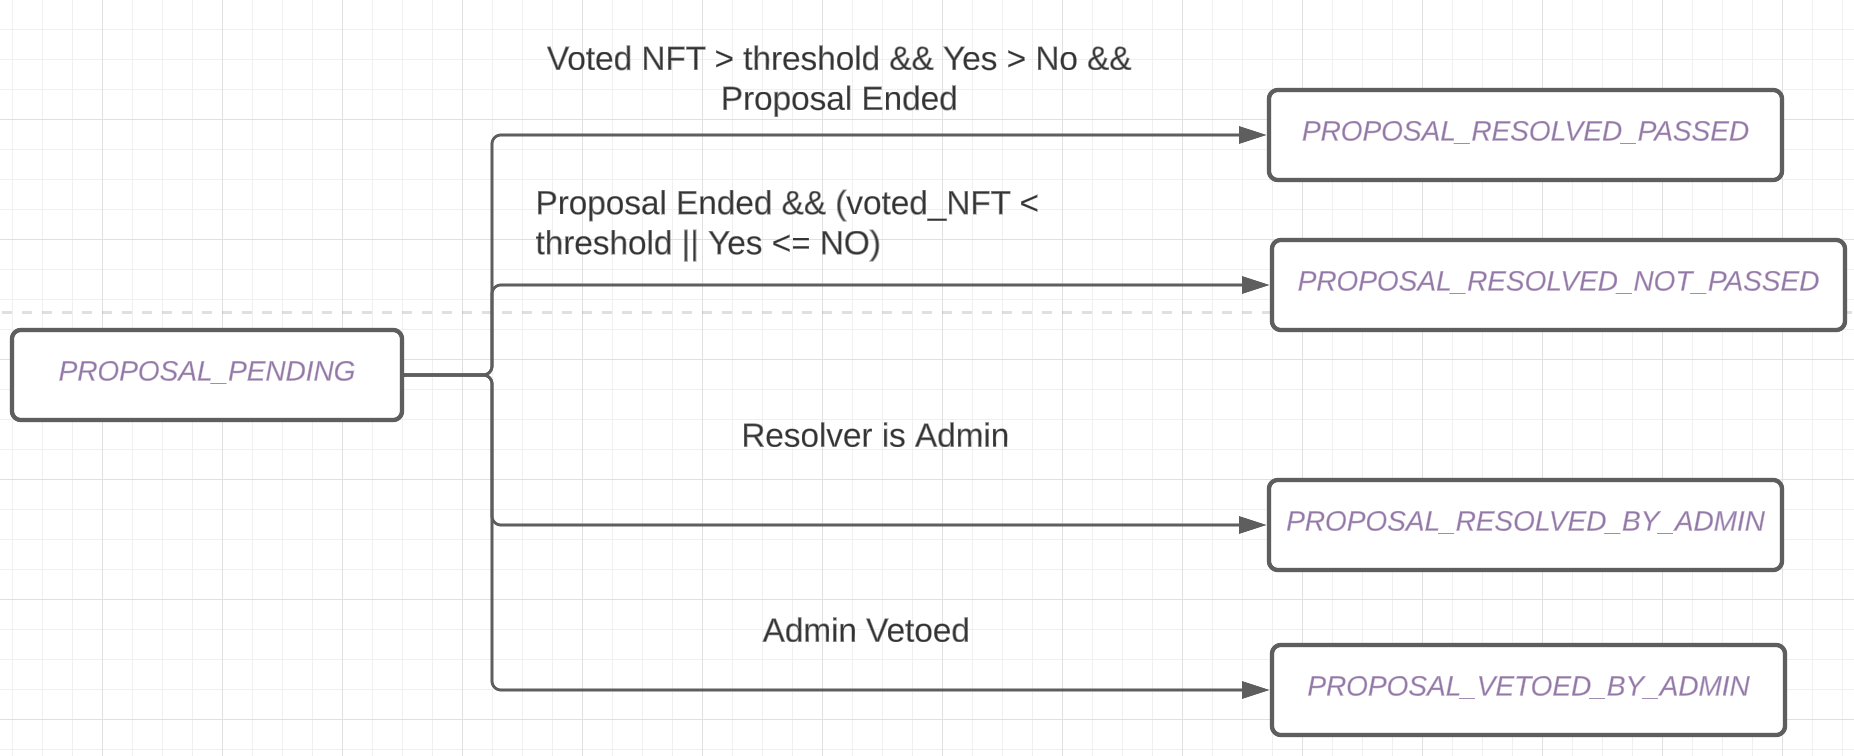 Voted NFT > threshold && Yes > No &&
Proposal Ended
PROPOSAL_RESOLVED_PASSED
Proposal Ended && (voted_NFT <
threshold || Yes <= NO)
PROPOSAL_RESOLVED_NOT_PASSED
PROPOSAL_PENDING
Resolver is Admin
PROPOSAL_RESOLVED_BY_ADMIN
Admin Vetoed
PROPOSAL_VETOED_BY_ADMIN